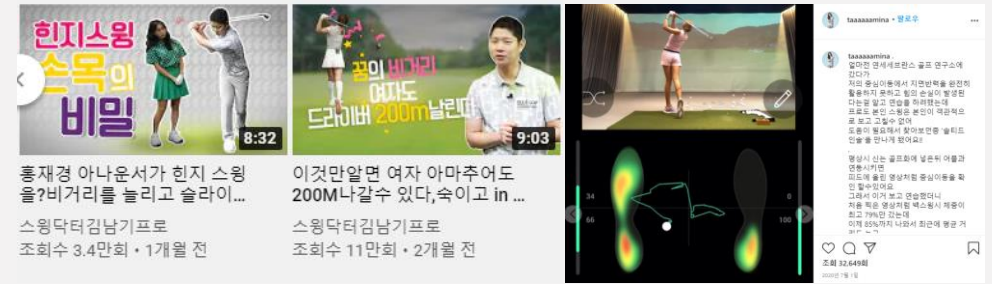 힌지스윙
손목의
비밀
8:32
홍재경 아나운서가 힌지 스윙
을?비거리를 늘리고 슬라이...
스윙닥터김남기프로
조회수 3.4만회 • 1개월 전
꿈의 비거리
여자도
드라이버 200m날린다
9:03
이것만알면 여자 아마추어도
200M나갈수 있다,숙이고 in ...
스윙닥터김남기프로
조회수 11만회 • 2개월 전
34
66
0
100
taaaaaamina • 팔로우
taaaaaamina
얼마전 연세세브란스 골프 연구소에
갔다가
저의 중심이동에서 지면반력을 완전히
활용하지 못하고 힘의 손실이 발생된
다는걸 알고 연습을 하려했는데
프로도 본인 스윙은 본인이 객관적으
로 보고 고칠수 없어
도움이 필요해서 찾아보던중 '솔티드
인솔'을 만나게 됐어요!!
평상시 신는 골프화에 넣은뒤 어플과
연동시키면
피드에 올린 영상처럼 중심이동을 확
인 할수있어요
그래서 이거 보고 연습했더니
처음 찍은 영상처럼 백스윙시 체중이
최고 79%만 갔는데
이제 85%까지 나와서 최근에 평균 거
조회 32,649회
2020년 7월 1일